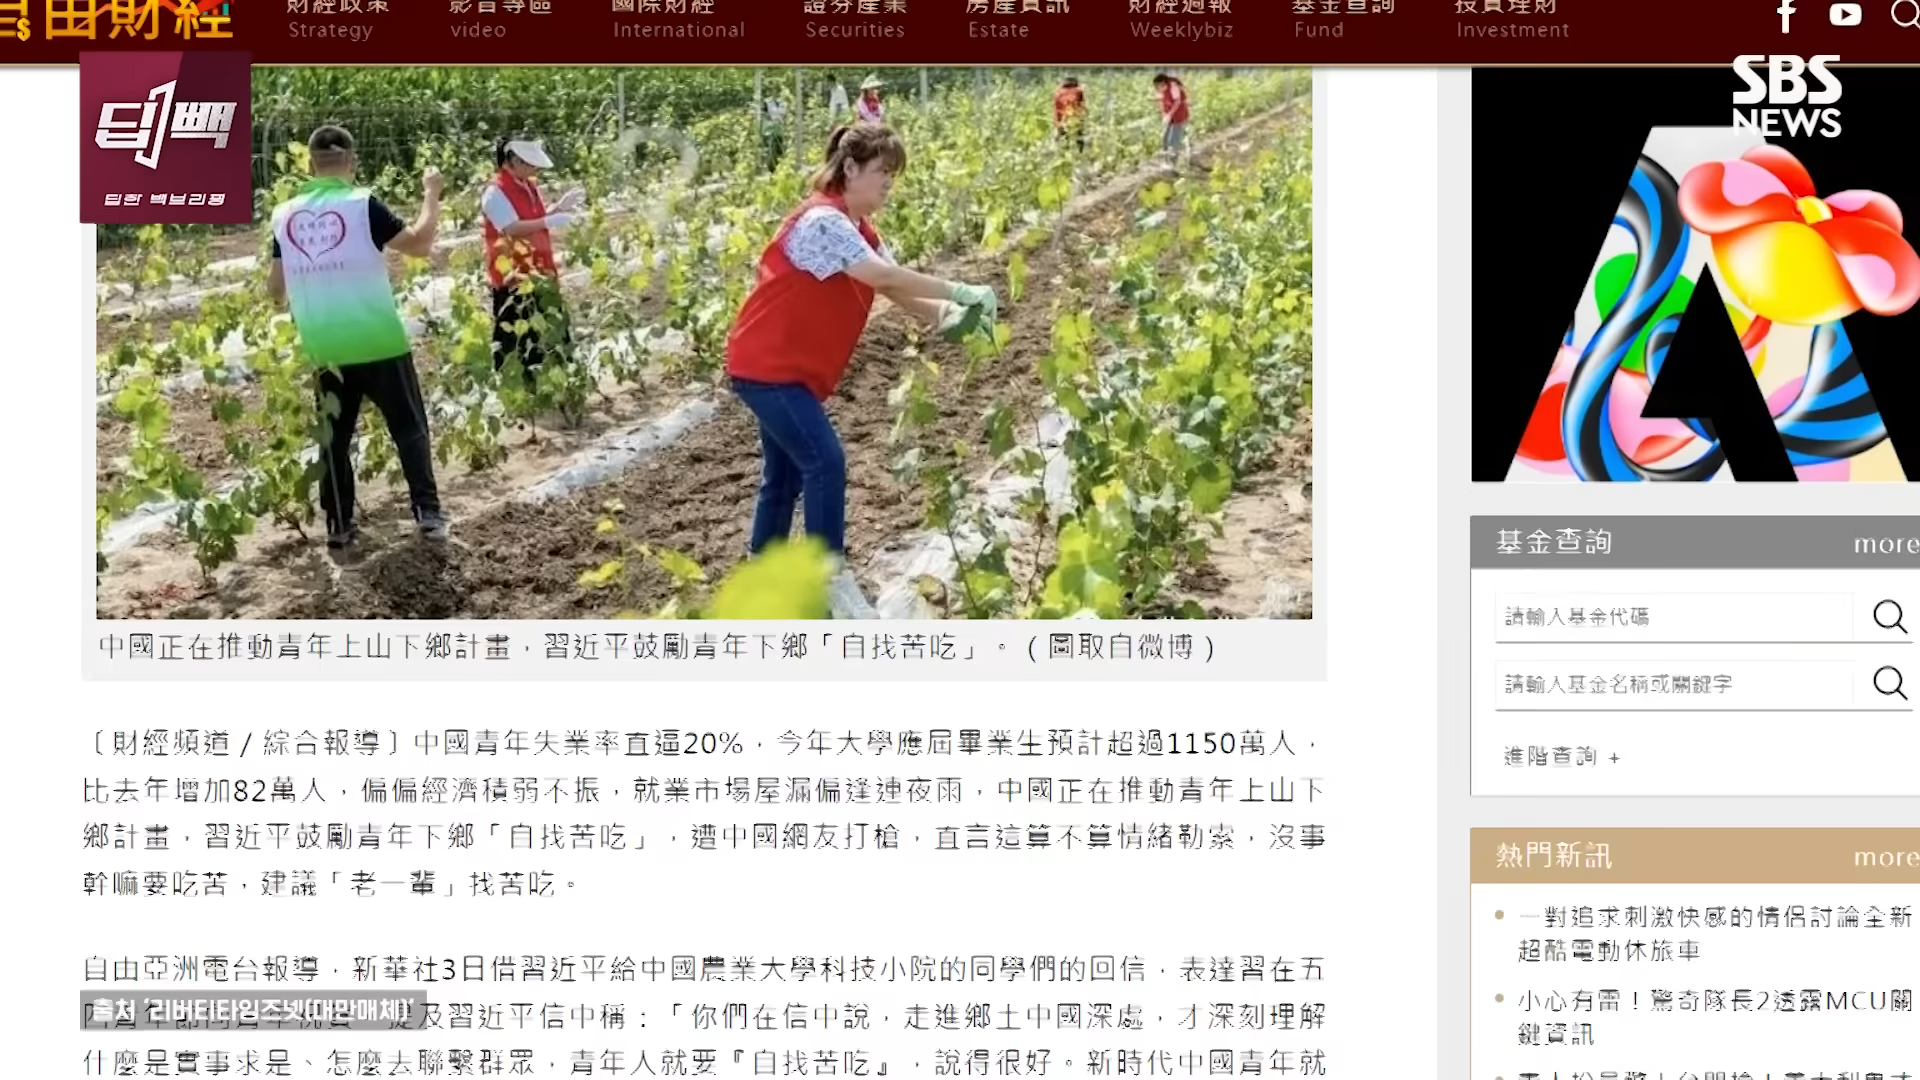 自由財經
財經政策 影音專區 國際財經 證券產業 房產資訊 財經週報 基金查詢 投資理財
Strategy video International Securities Estate Weeklybiz Fund Investment
딥빽
딥한 백브리핑
SBS
NEWS
中國正在推動青年上山下鄉計畫，習近平鼓勵青年下鄉「自找苦吃」。（圖取自微博）
〔財經頻道／綜合報導〕中國青年失業率直逼20%，今年大學應屆畢業生預計超過1150萬人，
比去年增加82萬人，偏偏經濟積弱不振，就業市場屋漏偏逢連夜雨，中國正在推動青年上山下
鄉計畫，習近平鼓勵青年下鄉「自找苦吃」，遭中國網友打槍，直言這算不算情緒勒索，沒事
幹嘛要吃苦，建議「老一輩」找苦吃。
自由亞洲電台報導，新華社3日借習近平給中國農業大學科技小院的同學們的回信，表達習在五
출처 '리버티타임즈넷(대만매체)'
提及習近平信中稱：「你們在信中說，走進鄉土中國深處，才深刻理解
什麼是實事求是、怎麼去聯繫群眾，青年人就要『自找苦吃』，說得很好。新時代中國青年就
基金查詢 more
請輸入基金代碼
請輸入基金名稱或關鍵字
進階查詢 +
熱門新訊 more
一對追求刺激快感的情侶討論全新
超酷電動休旅車
小心有雷！驚奇隊長2透露MCU關
鍵資訊